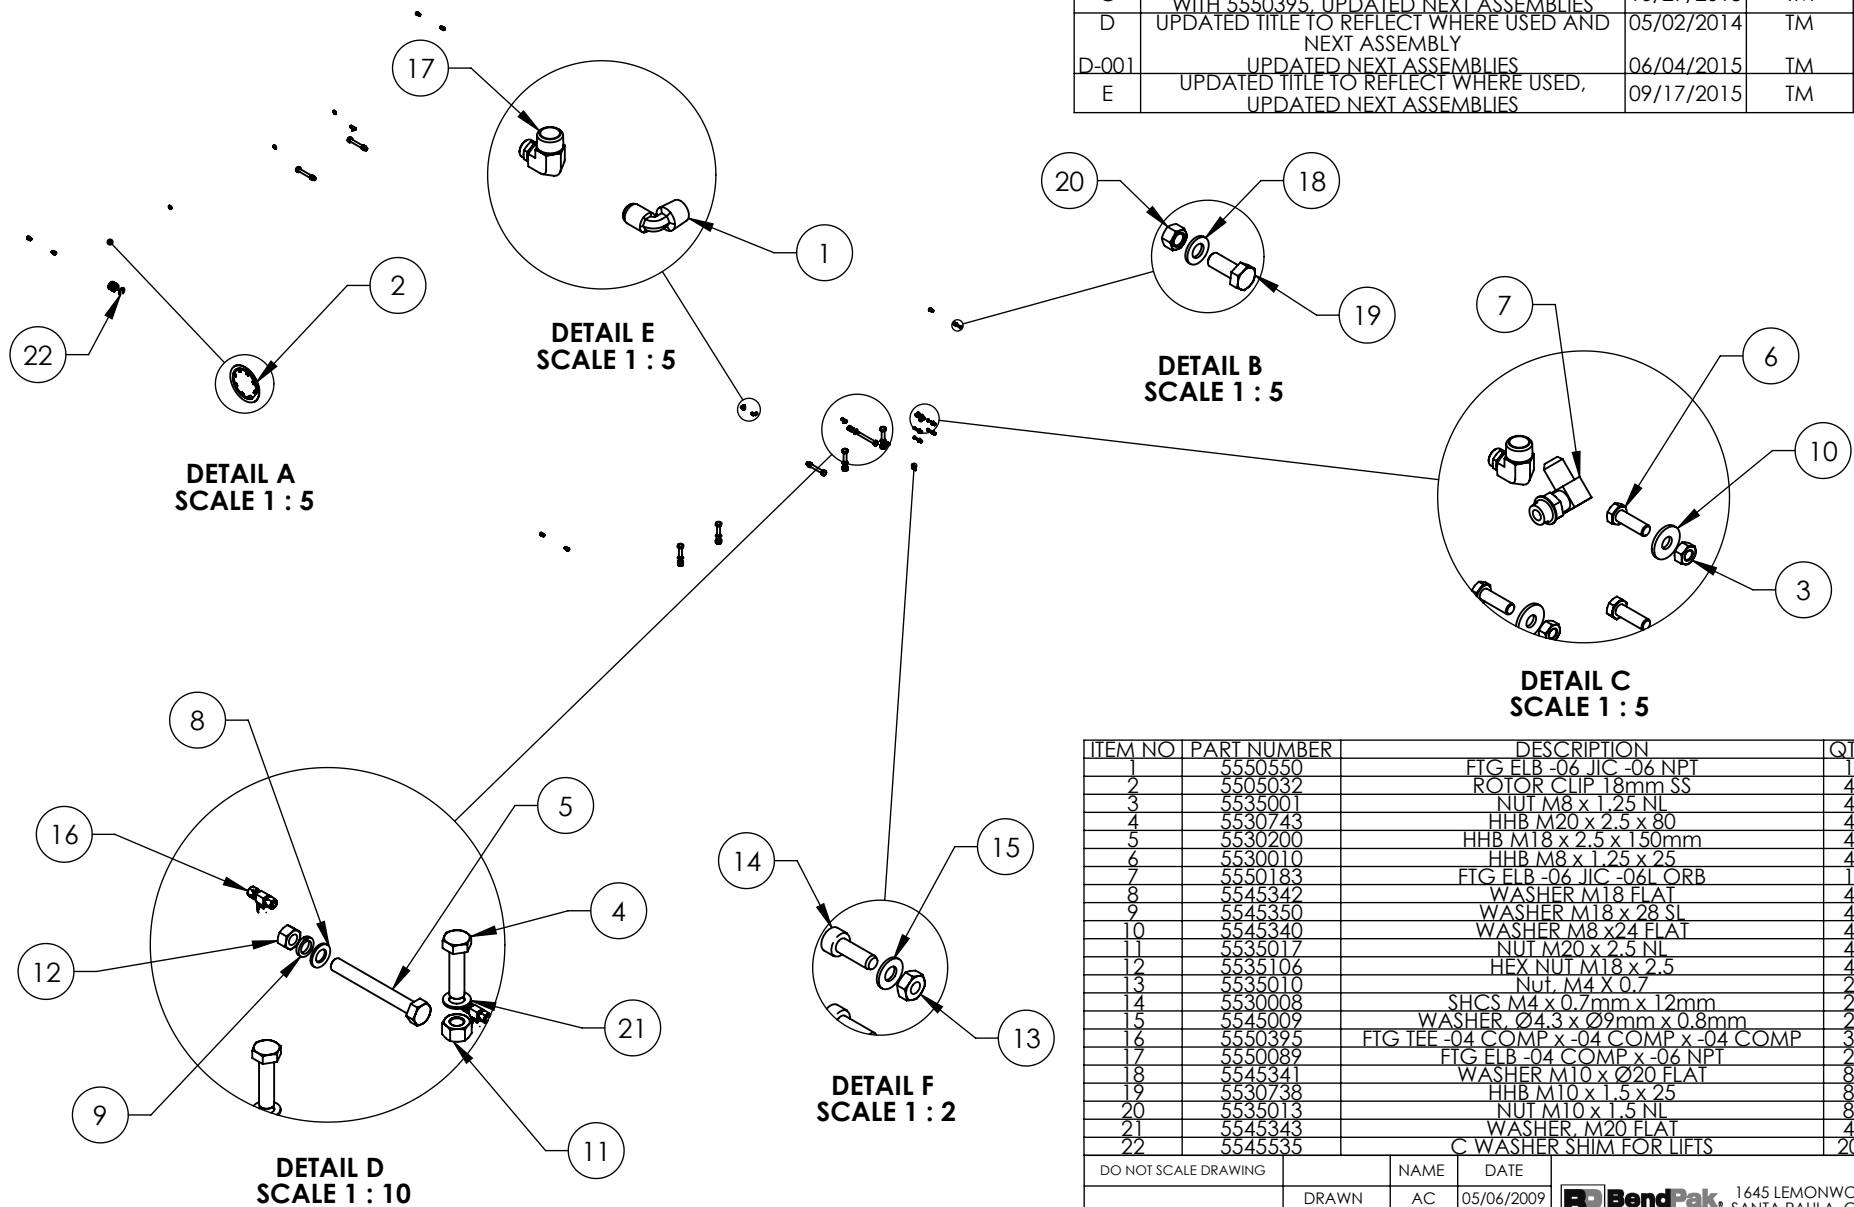 WITH 5550395, UPDATED NEXT ASSEMBLIES TM
D UPDATED TITLE TO REFLECT WHERE USED AND NEXT ASSEMBLY 05/02/2014 TM
D-001 UPDATED NEXT ASSEMBLIES 06/04/2015 TM
E UPDATED TITLE TO REFLECT WHERE USED, UPDATED NEXT ASSEMBLIES 09/17/2015 TM
17
1
2
22
DETAIL E
SCALE 1 : 5
DETAIL A
SCALE 1 : 5
20
18
19
DETAIL B
SCALE 1 : 5
7
6
10
3
DETAIL C
SCALE 1 : 5
8
5
16
4
12
21
9
11
DETAIL D
SCALE 1 : 10
14
15
13
DETAIL F
SCALE 1 : 2
ITEM NO PART NUMBER DESCRIPTION
1 5550550 FTG ELB -06 JIC -06 NPT 1
2 5505032 ROTOR CLIP 18mm SS 4
3 5535001 NUT M8 x 1.25 NL 4
4 5530743 HHB M20 x 2.5 x 80 4
5 5530200 HHB M18 x 2.5 x 150mm 4
6 5530010 HHB M8 x 1.25 x 25 4
7 5550183 FTG ELB -06 JIC -06L ORB 1
8 5545342 WASHER M18 FLAT 4
9 5545350 WASHER M18 x 28 SL 4
10 5545340 WASHER M8 x24 FLAT 4
11 5535017 NUT M20 x 2.5 NL 4
12 5535106 HEX NUT M18 x 2.5 4
13 5535010 Nut, M4 X 0.7 2
14 5530008 SHCS M4 x 0.7mm x 12mm 2
15 5545009 WASHER, Ø4.3 x Ø9mm x 0.8mm 2
16 5550395 FTG TEE -04 COMP x -04 COMP x -04 COMP 3
17 5550089 FTG ELB -04 COMP x -06 NPT 2
18 5545341 WASHER M10 x Ø20 FLAT 8
19 5530738 HHB M10 x 1.5 x 25 8
20 5535013 NUT M10 x 1.5 NL 8
21 5545343 WASHER, M20 FLAT 4
22 5545535 C WASHER SHIM FOR LIFTS 20
DO NOT SCALE DRAWING NAME DATE
DRAWN AC 05/06/2009
BendPak 1645
SANTA PAULA,